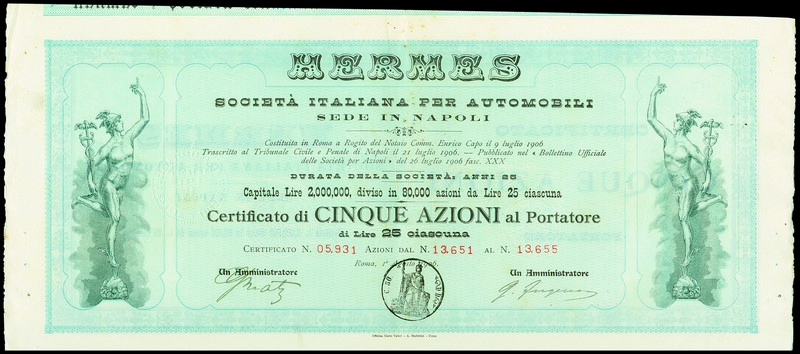 HERMES
SOCIETÀ ITALIANA PER AUTOMOBILI
SEDE IN NAPOLI
Costituita in Roma a Rogito del Notaio Comm. Enrico Capo il 9 luglio 1906
Trascritto al Tribunale Civile e Penale di Napoli il 21 luglio 1906. — Pubblicato nel « Bollettino Ufficiale
delle Società per Azioni » del 26 luglio 1906 fasc. XXX
DURATA DELLA SOCIETÀ: ANNI 25
Capitale Lire 2,000,000, diviso in 80,000 azioni da Lire 25 ciascuna
Certificato di CINQUE AZIONI al Portatore
di Lire 25 ciascuna
CERTIFICATO N. 05,931 AZIONI DAL N. 13.651 AL N. 13.655
Roma, 1º
Un Amministratore
Un Amministratore
C. 50